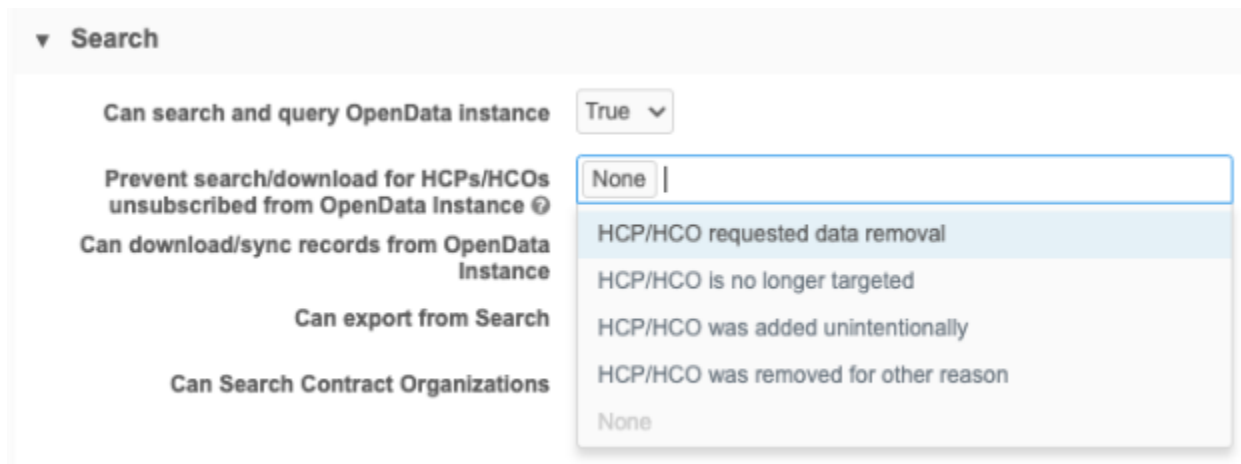 ▼ Search
Can search and query OpenData instance True
Prevent search/download for HCPs/HCOs
unsubscribed from OpenData Instance ?
None
HCP/HCO requested data removal
HCP/HCO is no longer targeted
HCP/HCO was added unintentionally
HCP/HCO was removed for other reason
None
Can download/sync records from OpenData
Instance
Can export from Search
Can Search Contract Organizations